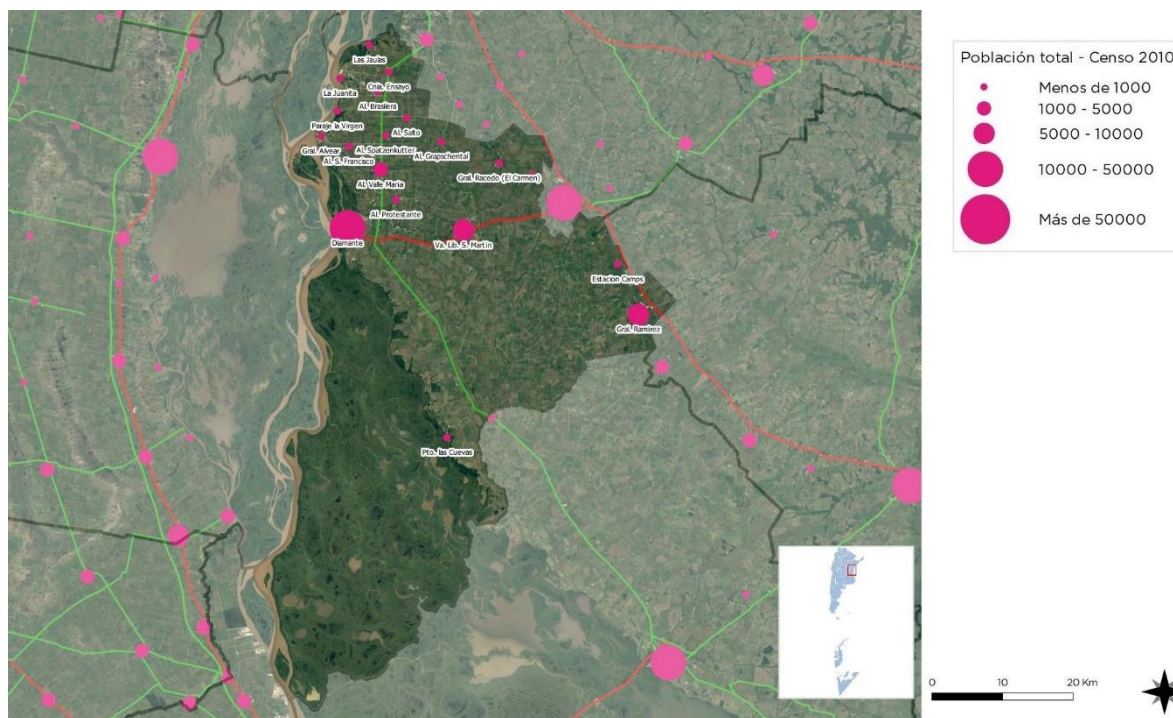 Las Jaulas
Cnia. Ensayo
La Juanita
Al. Brasilera
Paraje la Virgen
Al. Salto
Gral. Alvear
Al. Spatzenkutter
Al. Grapschental
Al. S. Francisco
Gral. Racedo (El Carmen)
Al. Valle María
Al. Protestante
Diamante
Va. Lib. S. Martin
Estacion Camps
Gral. Ramirez
Pto. las Cuevas
Población total - Censo 2010
Menos de 1000
1000 - 5000
5000 - 10000
10000 - 50000
Más de 50000
0 10 20 Km